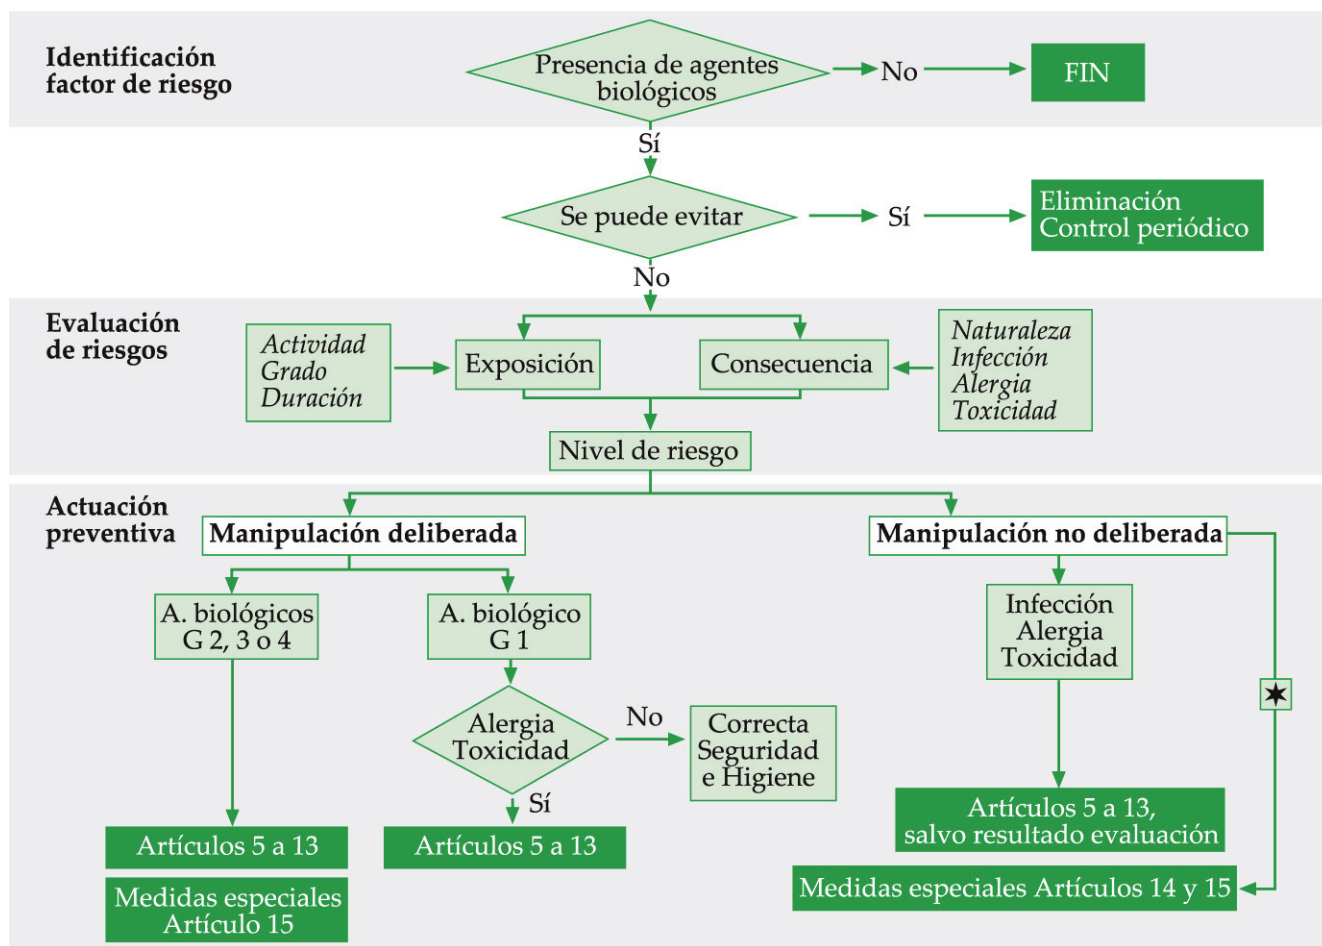 Identificación
factor de riesgo
Presencia de agentes
biológicos
No
FIN
Sí
Se puede evitar
Sí
Eliminación
Control periódico
No
Evaluación
de riesgos
Actividad
Grado
Duración
Exposición
Consecuencia
Naturaleza
Infección
Alergia
Toxicidad
Nivel de riesgo
Actuación
preventiva
Manipulación deliberada
Manipulación no deliberada
A. biológicos
G 2, 3 o 4
A. biológico
G 1
Infección
Alergia
Toxicidad
Alergia
Toxicidad
No
Correcta
Seguridad
e Higiene
Sí
Artículos 5 a 13
Artículos 5 a 13
Artículos 5 a 13,
salvo resultado evaluación
Medidas especiales
Artículo 15
Medidas especiales Artículos 14 y 15